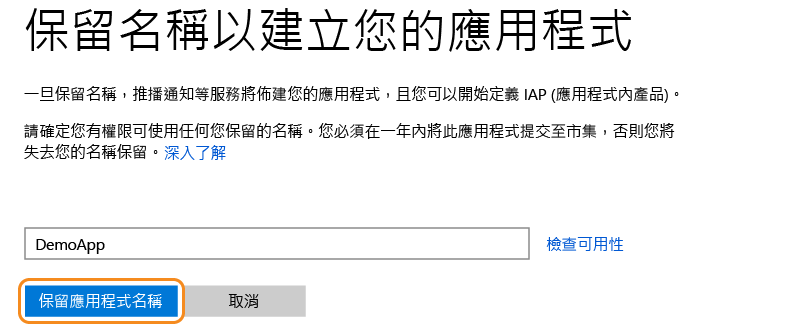 保留名稱以建立您的應用程式
一旦保留名稱，推播通知等服務將佈建您的應用程式，且您可以開始定義 IAP (應用程式內產品)。
請確定您有權限可使用任何您保留的名稱。您必須在一年內將此應用程式提交至市集，否則您將
失去您的名稱保留。深入了解
DemoApp 檢查可用性
保留應用程式名稱 取消